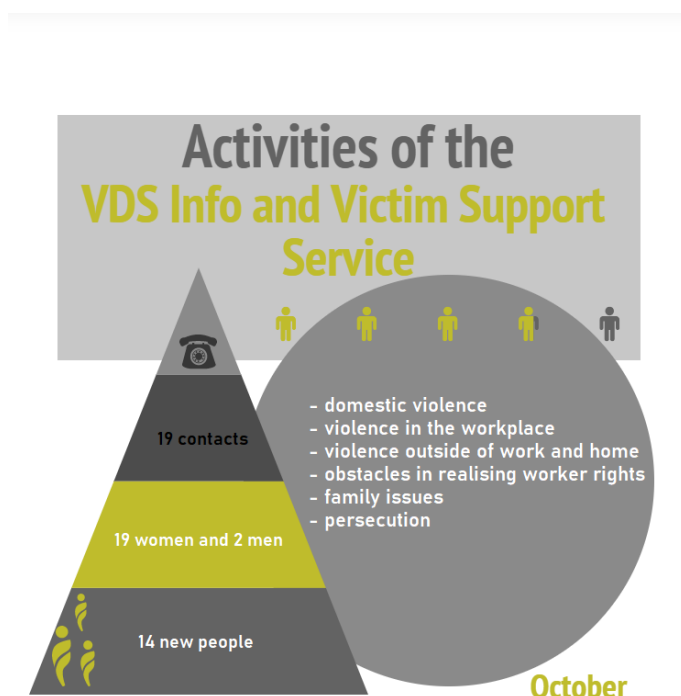 Activities of the
VDS Info and Victim Support
Service
19 contacts
19 women and 2 men
14 new people
- domestic violence
- violence in the workplace
- violence outside of work and home
- obstacles in realising worker rights
- family issues
- persecution
October